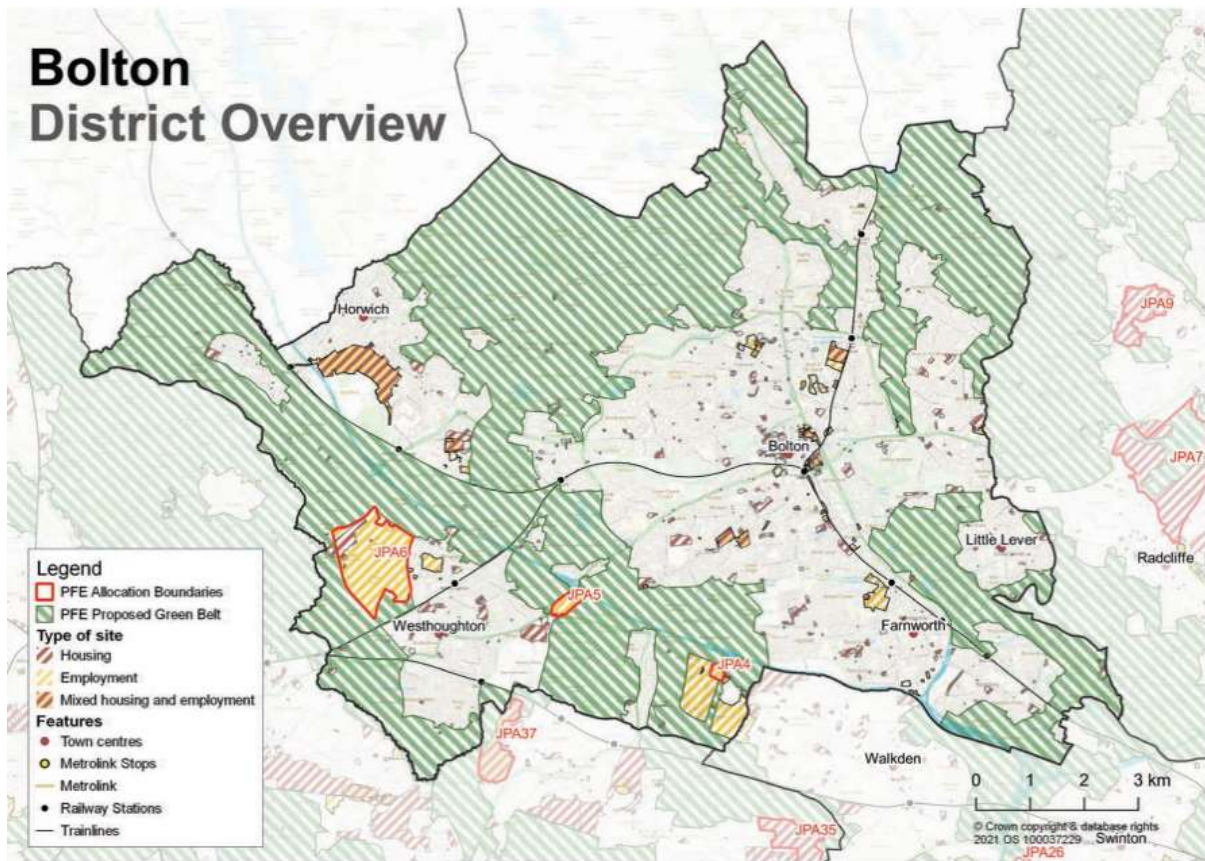 Bolton
District Overview
Horwich
JPA9
JPA7
Bolton
Little Lever
Radcliffe
JPA6
JPA5
Westhoughton
Farnworth
JPA4
JPA37
Walkden
JPA35
Swinton
JPA26
Legend
PFE Allocation Boundaries
PFE Proposed Green Belt
Type of site
Housing
Employment
Mixed housing and employment
Features
Town centres
Metrolink Stops
Metrolink
Railway Stations
Trainlines
0 1 2 3 km
© Crown copyright & database rights
2021 OS 100037229